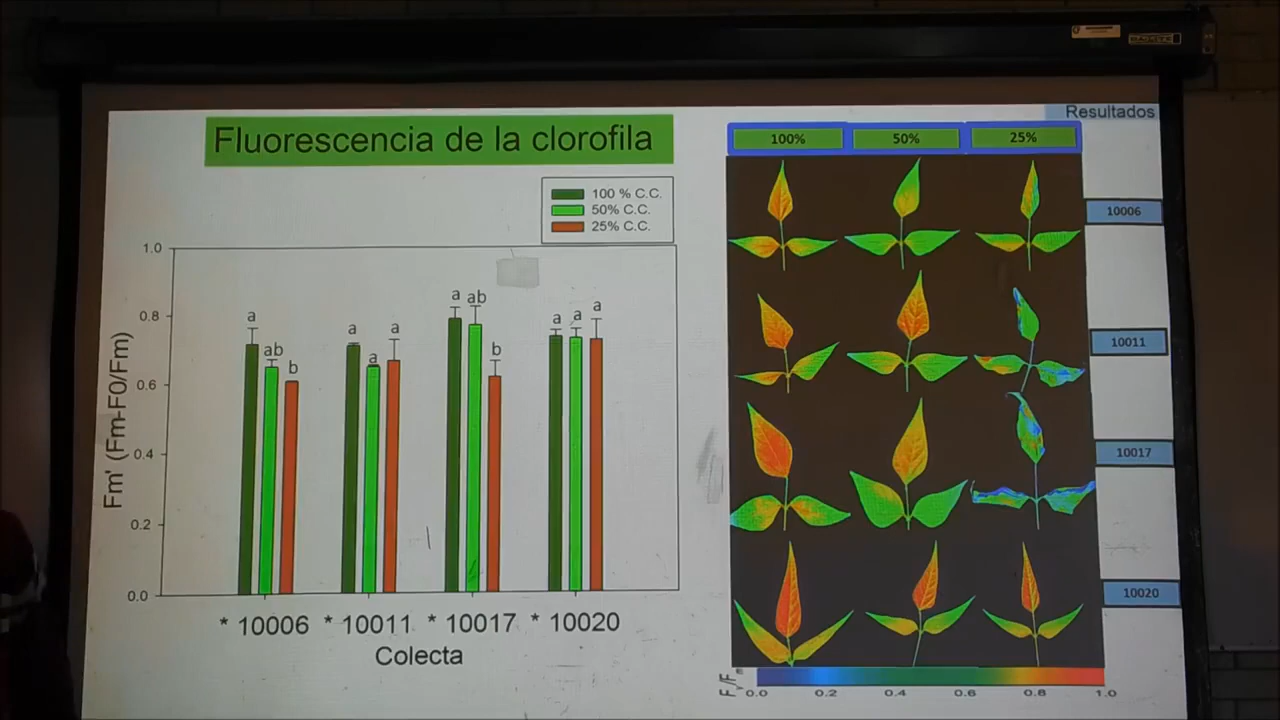 Resultados
Fluorescencia de la clorofila
100 % C.C.
50% C.C.
25% C.C.
Fm' (Fm-F0/Fm)
1.0
0.8
0.6
0.4
0.2
0.0
a
ab
b
a
a
a
a
ab
b
a
a
a
* 10006 * 10011 * 10017 * 10020
Colecta
100% 50% 25%
10006
10011
10017
10020
0.0 0.2 0.4 0.6 0.8 1.0